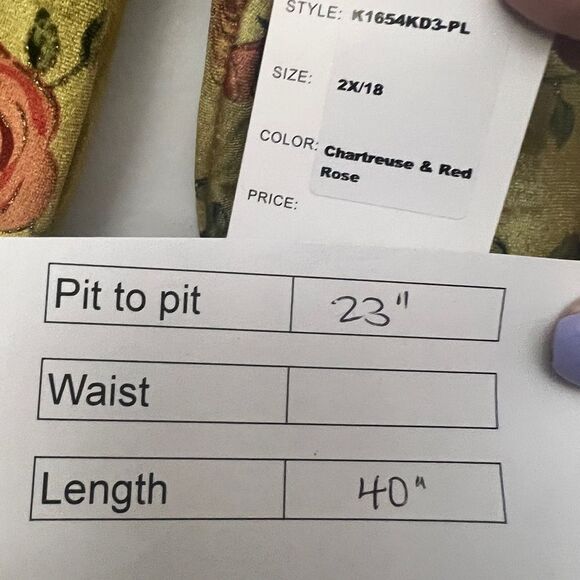 STYLE: K1654KD3-PL
SIZE: 2X/18
COLOR: Chartreuse & Red
Rose
PRICE:
Pit to pit 23"
Waist
Length 40"